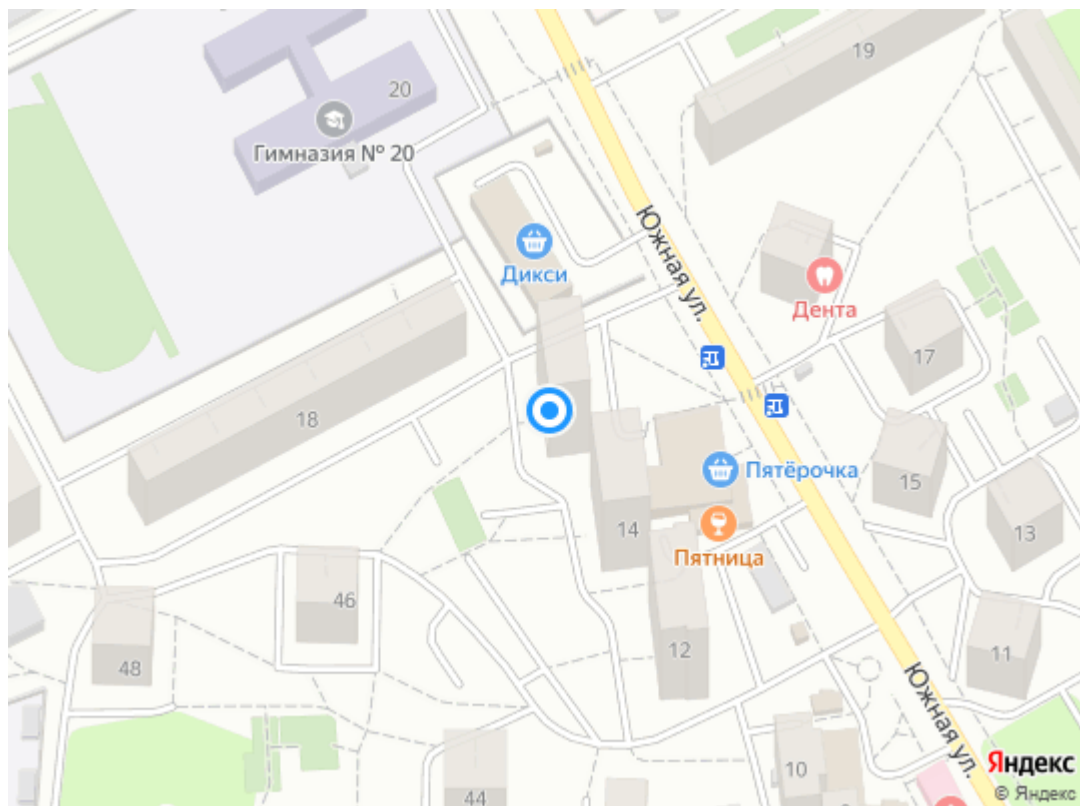 19
20
Гимназия № 20
Южная ул.
Дикси
Дента
17
18
Пятёрочка
15
14
13
Пятница
46
12
11
48
Южная ул.
10
Яндекс
44
© Яндекс